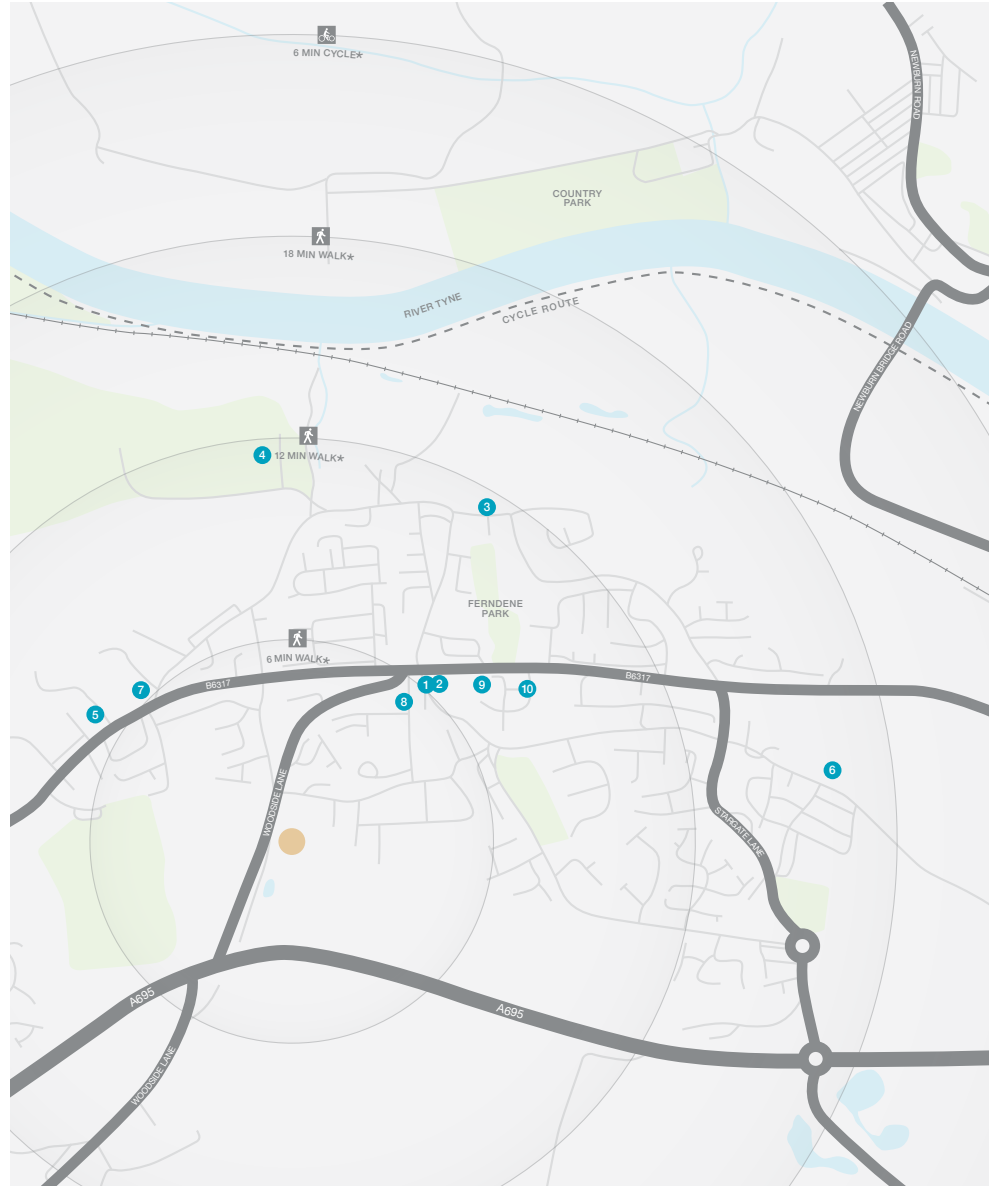 6 MIN CYCLE*
NEWBURN ROAD
COUNTRY
PARK
18 MIN WALK*
RIVER TYNE
CYCLE ROUTE
NEWBURN BRIDGE ROAD
4
12 MIN WALK*
3
FERNDENE
PARK
6 MIN WALK*
B6317
B6317
7
5
1
2
9
10
8
6
WOODSIDE LANE
STARGATE LANE
A695
A695
WOODSIDE LANE